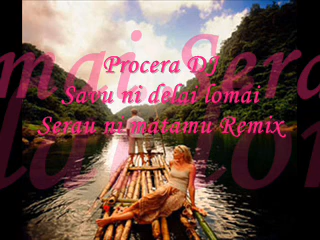 Procera DJ
Savu ni delai lomai
Serau ni matamu Remix